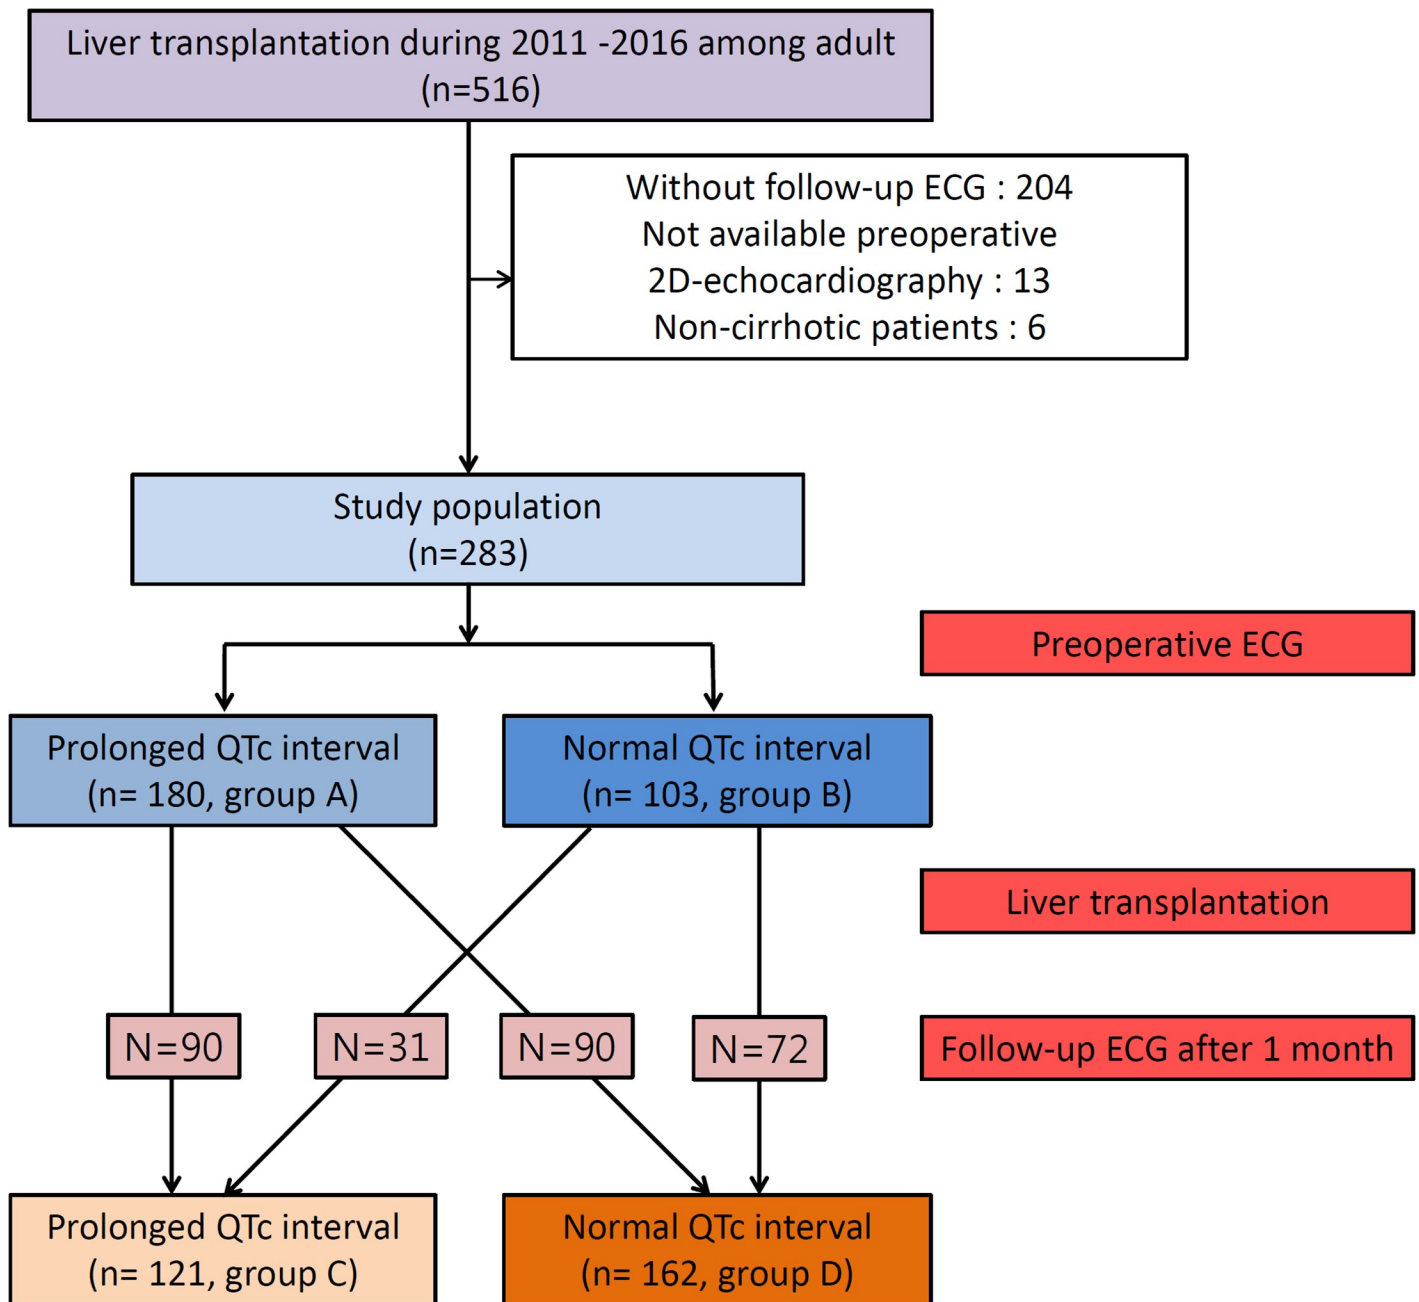 Liver transplantation during 2011 -2016 among adult
(n=516)
Without follow-up ECG : 204
Not available preoperative
2D-echocardiography : 13
Non-cirrhotic patients : 6
Study population
(n=283)
Preoperative ECG
Prolonged QTc interval
(n= 180, group A)
Normal QTc interval
(n= 103, group B)
Liver transplantation
N=90
N=31
N=90
N=72
Follow-up ECG after 1 month
Prolonged QTc interval
(n= 121, group C)
Normal QTc interval
(n= 162, group D)